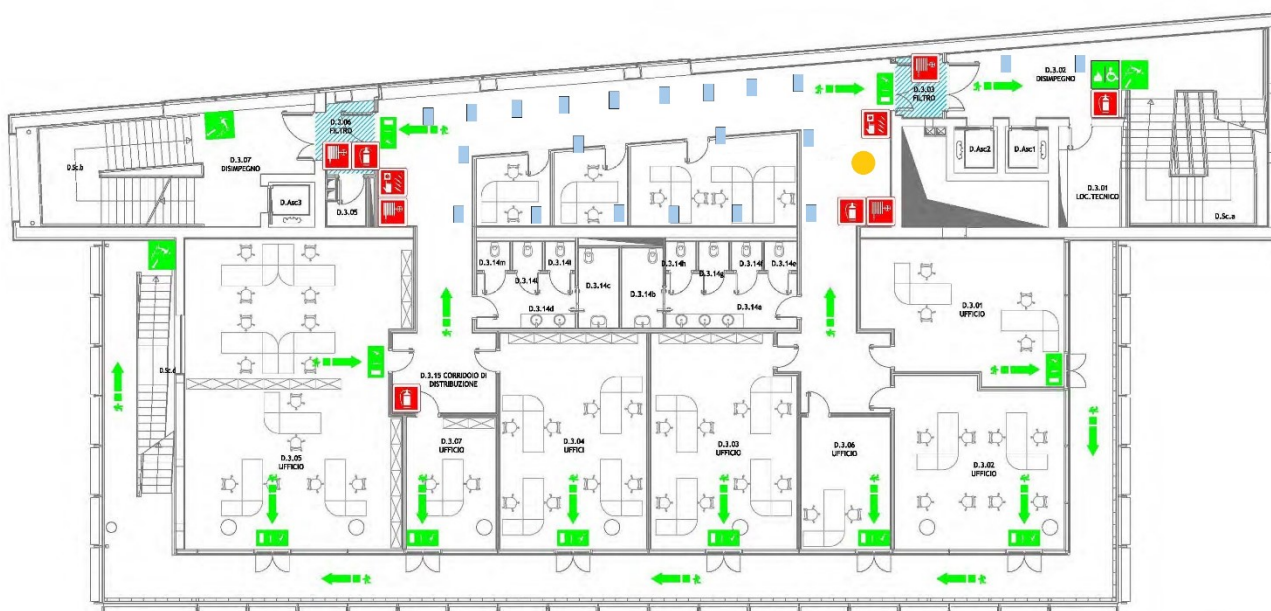 D.3.02
DISIMPEGNO
D.3.03
FILTRO
D.3.06
FILTRO
D.3.07
DISIMPEGNO
D.Sc.b
D.Asc3
D.3.05
D.Asc2
D.Asc1
D.3.01
LOC.TECNICO
D.Sc.a
D.3.14m
D.3.14l
D.3.14i
D.3.14c
D.3.14b
D.3.14h
D.3.14g
D.3.14f
D.3.14e
D.3.14d
D.3.14a
D.3.01
UFFICIO
D.3.15 CORRIDOIO DI
DISTRIBUZIONE
D.3.05
UFFICIO
D.3.07
UFFICIO
D.3.04
UFFICI
D.3.03
UFFICIO
D.3.06
UFFICIO
D.3.02
UFFICIO